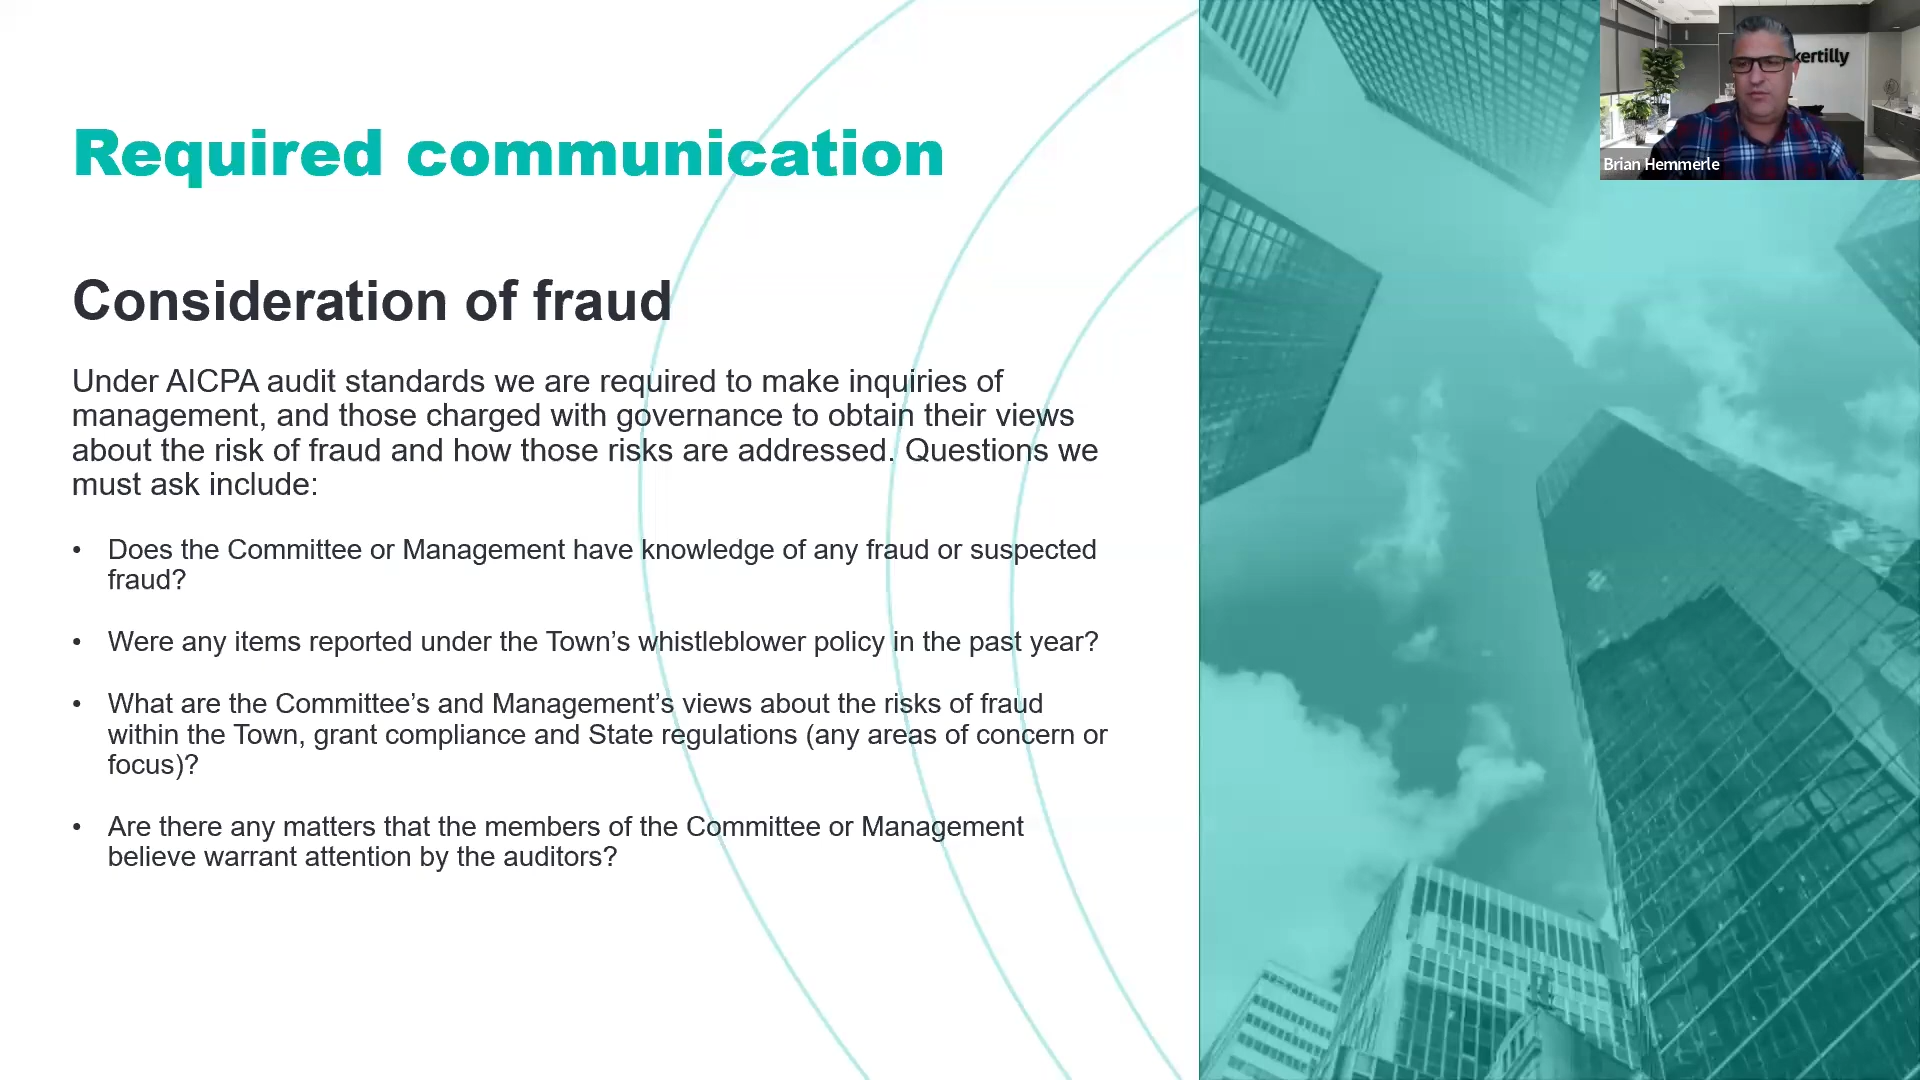 Required communication
Consideration of fraud
Under AICPA audit standards we are required to make inquiries of
management, and those charged with governance to obtain their views
about the risk of fraud and how those risks are addressed. Questions we
must ask include:
• Does the Committee or Management have knowledge of any fraud or suspected
fraud?
• Were any items reported under the Town’s whistleblower policy in the past year?
• What are the Committee’s and Management’s views about the risks of fraud
within the Town, grant compliance and State regulations (any areas of concern or
focus)?
• Are there any matters that the members of the Committee or Management
believe warrant attention by the auditors?
kertilly
Brian Hemmerle